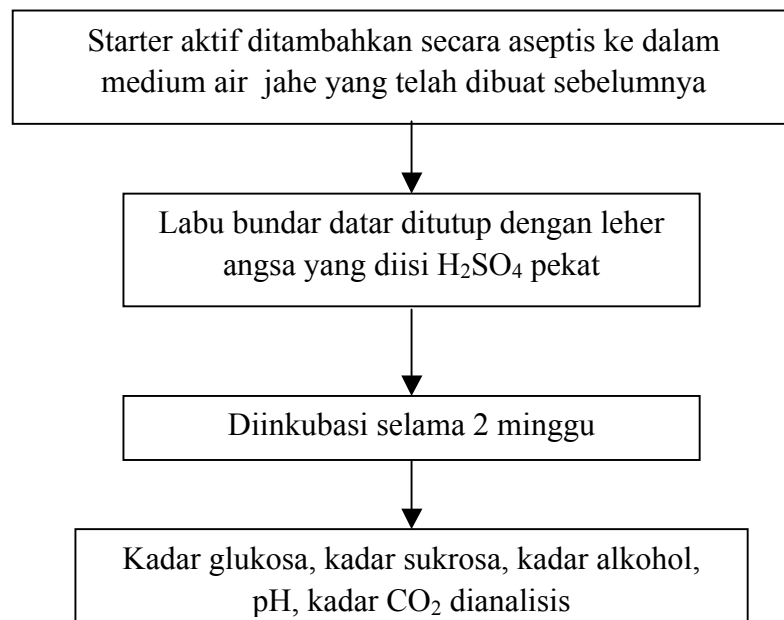 Starter aktif ditambahkan secara aseptis ke dalam
medium air  jahe yang telah dibuat sebelumnya
Labu bundar datar ditutup dengan leher
angsa yang diisi H₂SO₄ pekat
Diinkubasi selama 2 minggu
Kadar glukosa, kadar sukrosa, kadar alkohol,
pH, kadar CO₂ dianalisis